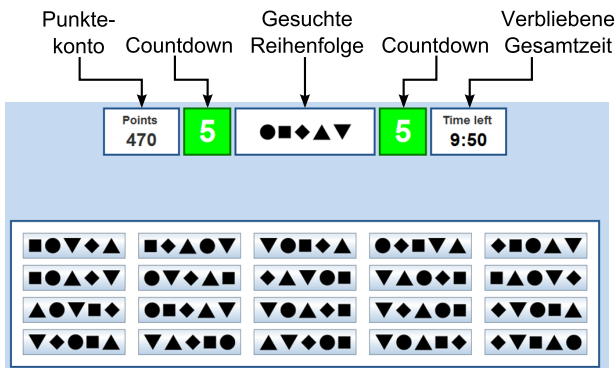 Punkte-
konto
Countdown
Gesuchte
Reihenfolge
Countdown
Verbliebene
Gesamtzeit
Points
470
5
●■◆▲▼
5
Time left
9:50
■●▼◆▲ ■◆▲●▼ ▼●■◆▲ ●◆■▼▲ ◆■●▲▼
■●▲◆▼ ●▼◆▲■ ◆▲▼●■ ▼▲●◆■ ■▲●▼◆
▲●▼■◆ ●■◆▲▼ ▼●▲◆■ ▼◆▲●■ ◆▼●■▲
▼◆●■▲ ▼▲◆■● ▲▼◆●■ ▼●▲■◆ ◆▼■▲●